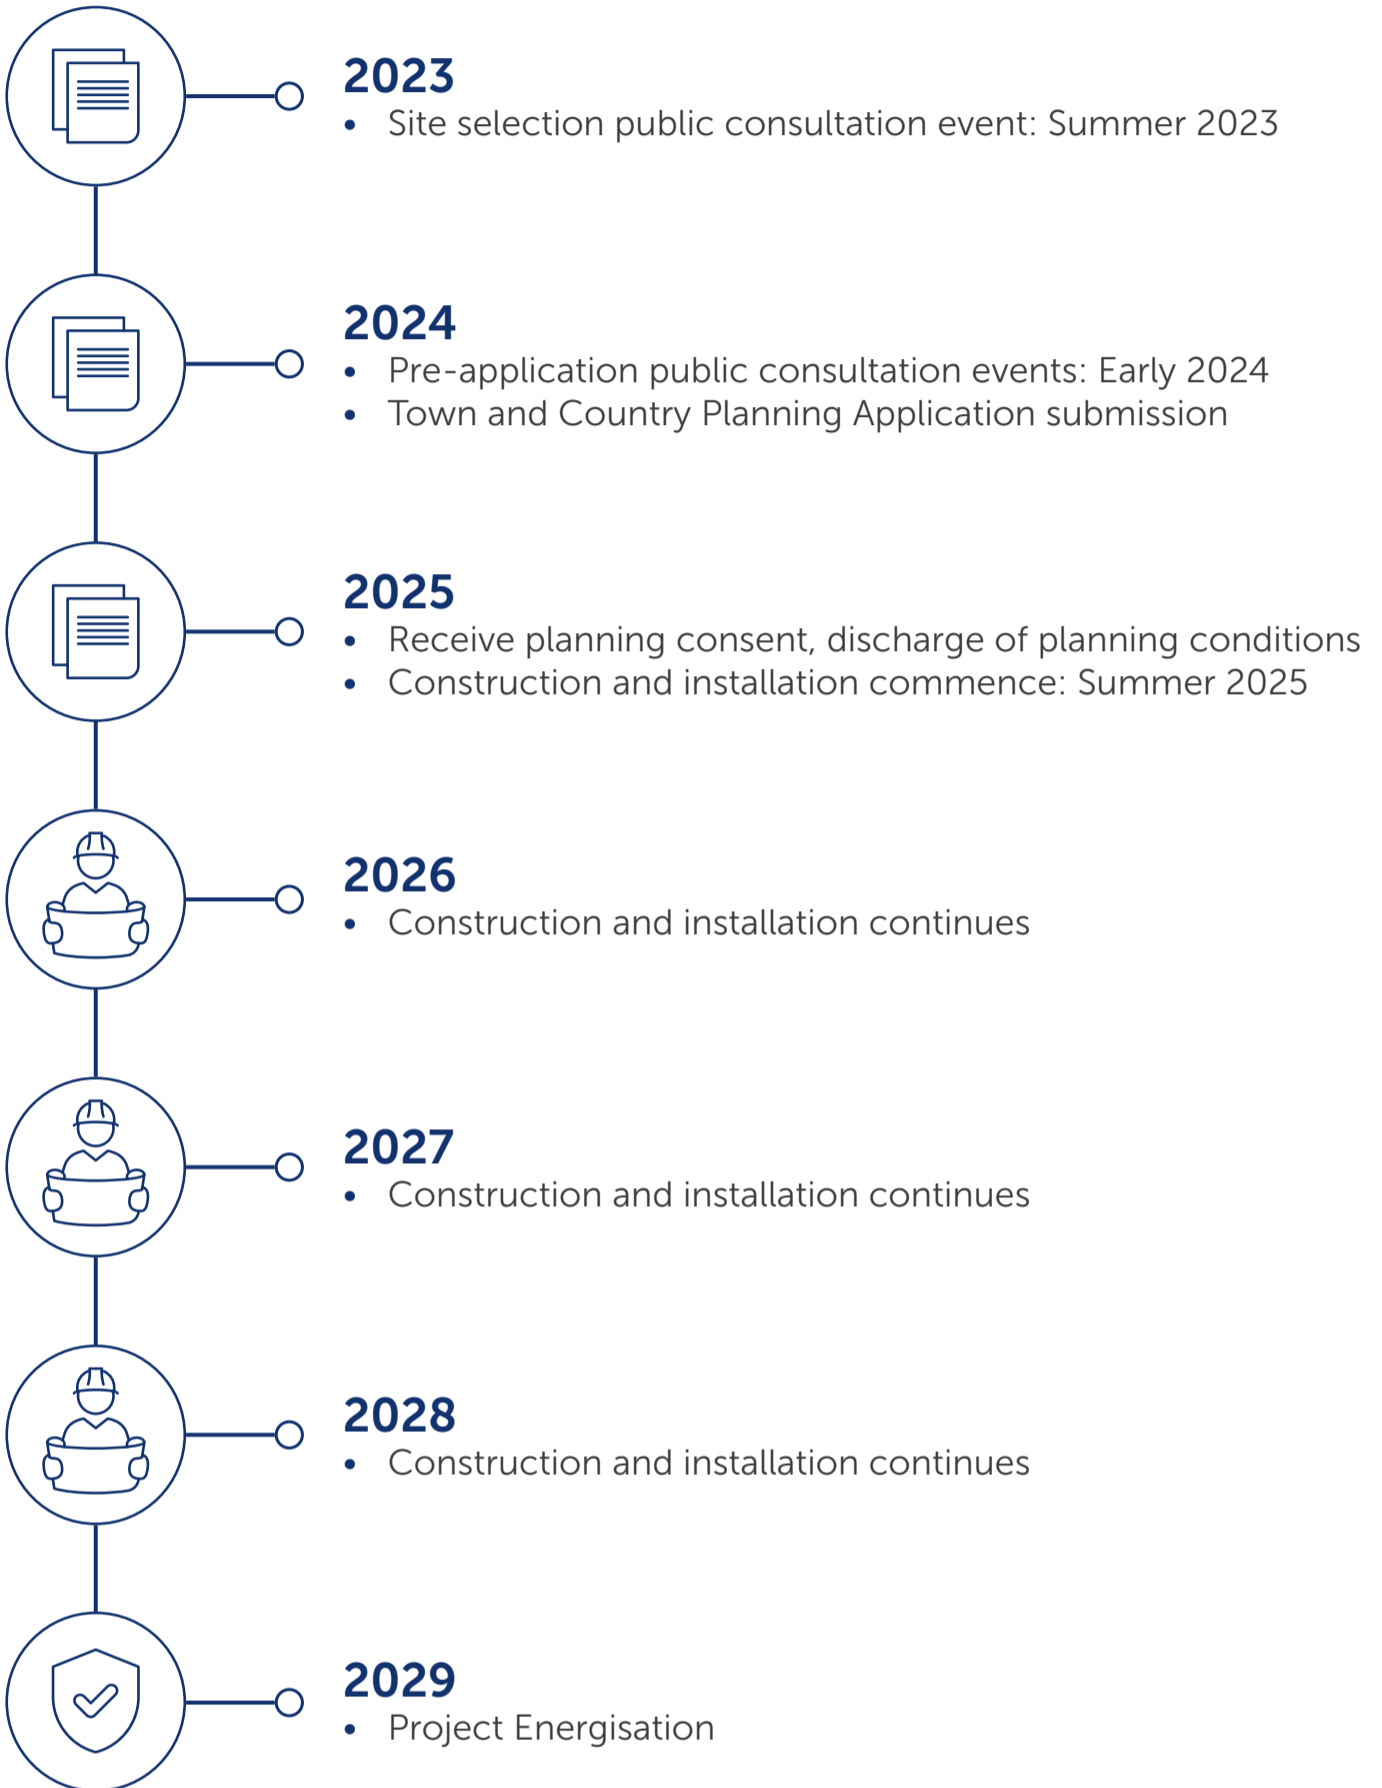 2023
• Site selection public consultation event: Summer 2023
2024
• Pre-application public consultation events: Early 2024
• Town and Country Planning Application submission
2025
• Receive planning consent, discharge of planning conditions
• Construction and installation commence: Summer 2025
2026
• Construction and installation continues
2027
• Construction and installation continues
2028
• Construction and installation continues
2029
• Project Energisation